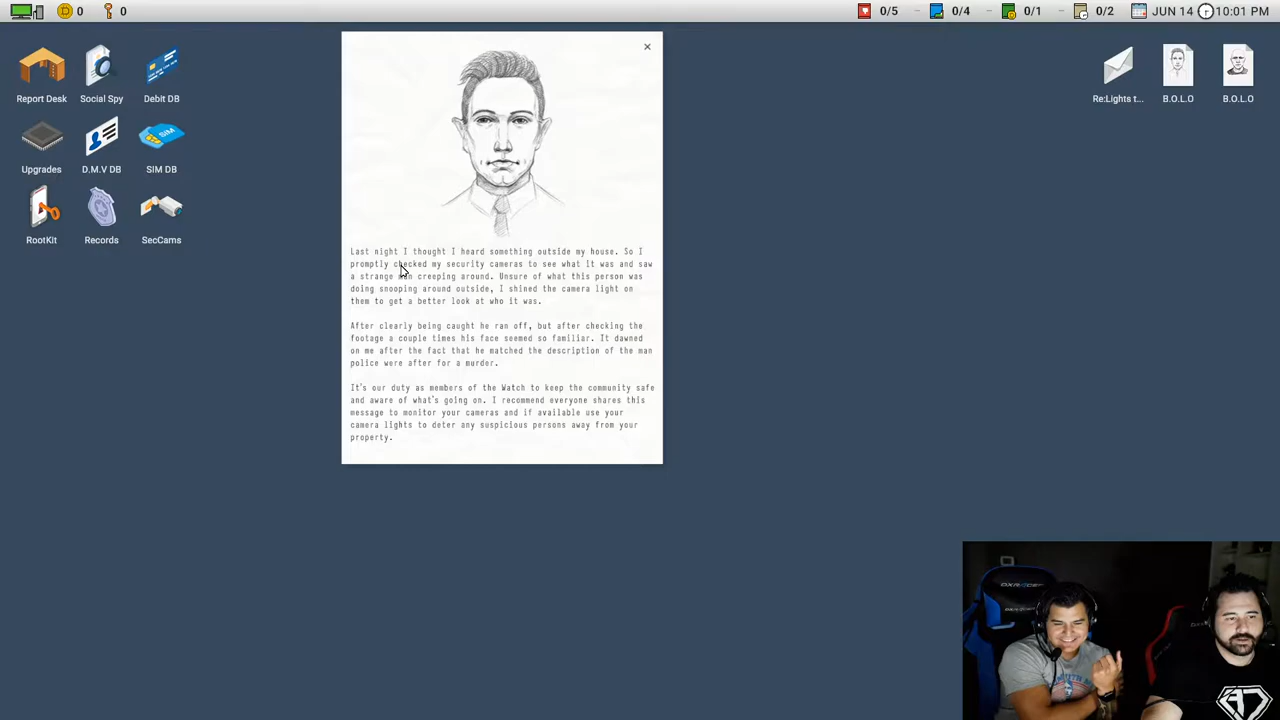 0
0
0/5
0/4
0/1
0/2
JUN 14
10:01 PM
Report Desk
Social Spy
Debit DB
Upgrades
D.M.V DB
SIM
SIM DB
RootKit
Records
SecCams
Re:Lights t...
B.O.L.O
B.O.L.O
Last night I thought I heard something outside my house. So I
promptly checked my security cameras to see what it was and saw
a strange man creeping around. Unsure of what this person was
doing snooping around outside, I shined the camera light on
them to get a better look at who it was.
After clearly being caught he ran off, but after checking the
footage a couple times his face seemed so familiar. It dawned
on me after the fact that he matched the description of the man
police were after for a murder.
It's our duty as members of the Watch to keep the community safe
and aware of what's going on. I recommend everyone shares this
message to monitor your cameras and if available use your
camera lights to deter any suspicious persons away from your
property.